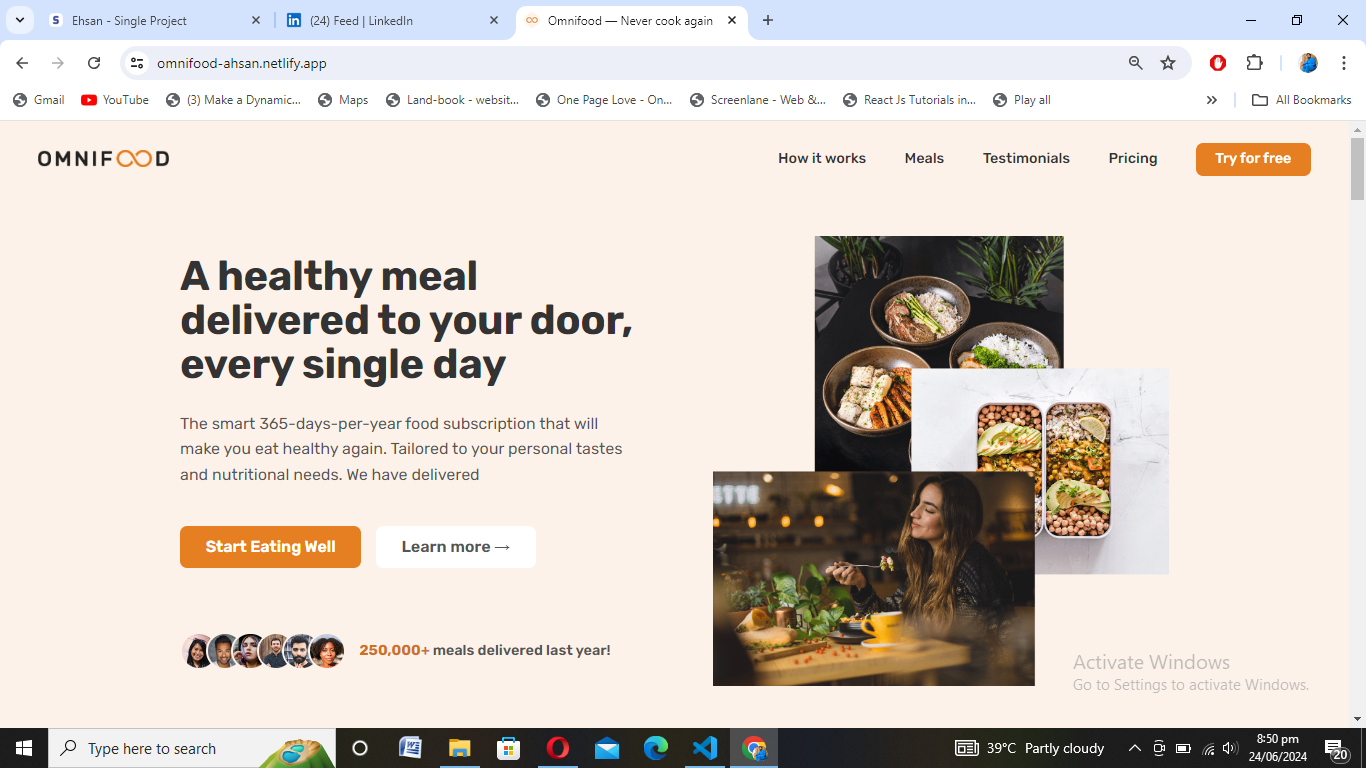 Ehsan - Single Project
(24) Feed | LinkedIn
Omnifood — Never cook again
omnifood-ahsan.netlify.app
Gmail
YouTube
(3) Make a Dynamic...
Maps
Land-book - websit...
One Page Love - On...
Screenlane - Web &...
React Js Tutorials in...
Play all
All Bookmarks
OMNIFOOD
How it works
Meals
Testimonials
Pricing
Try for free
A healthy meal
delivered to your door,
every single day
The smart 365-days-per-year food subscription that will
make you eat healthy again. Tailored to your personal tastes
and nutritional needs. We have delivered
Start Eating Well
Learn more →
250,000+ meals delivered last year!
Activate Windows
Go to Settings to activate Windows.
Type here to search
39°C Partly cloudy
8:50 pm
24/06/2024
20